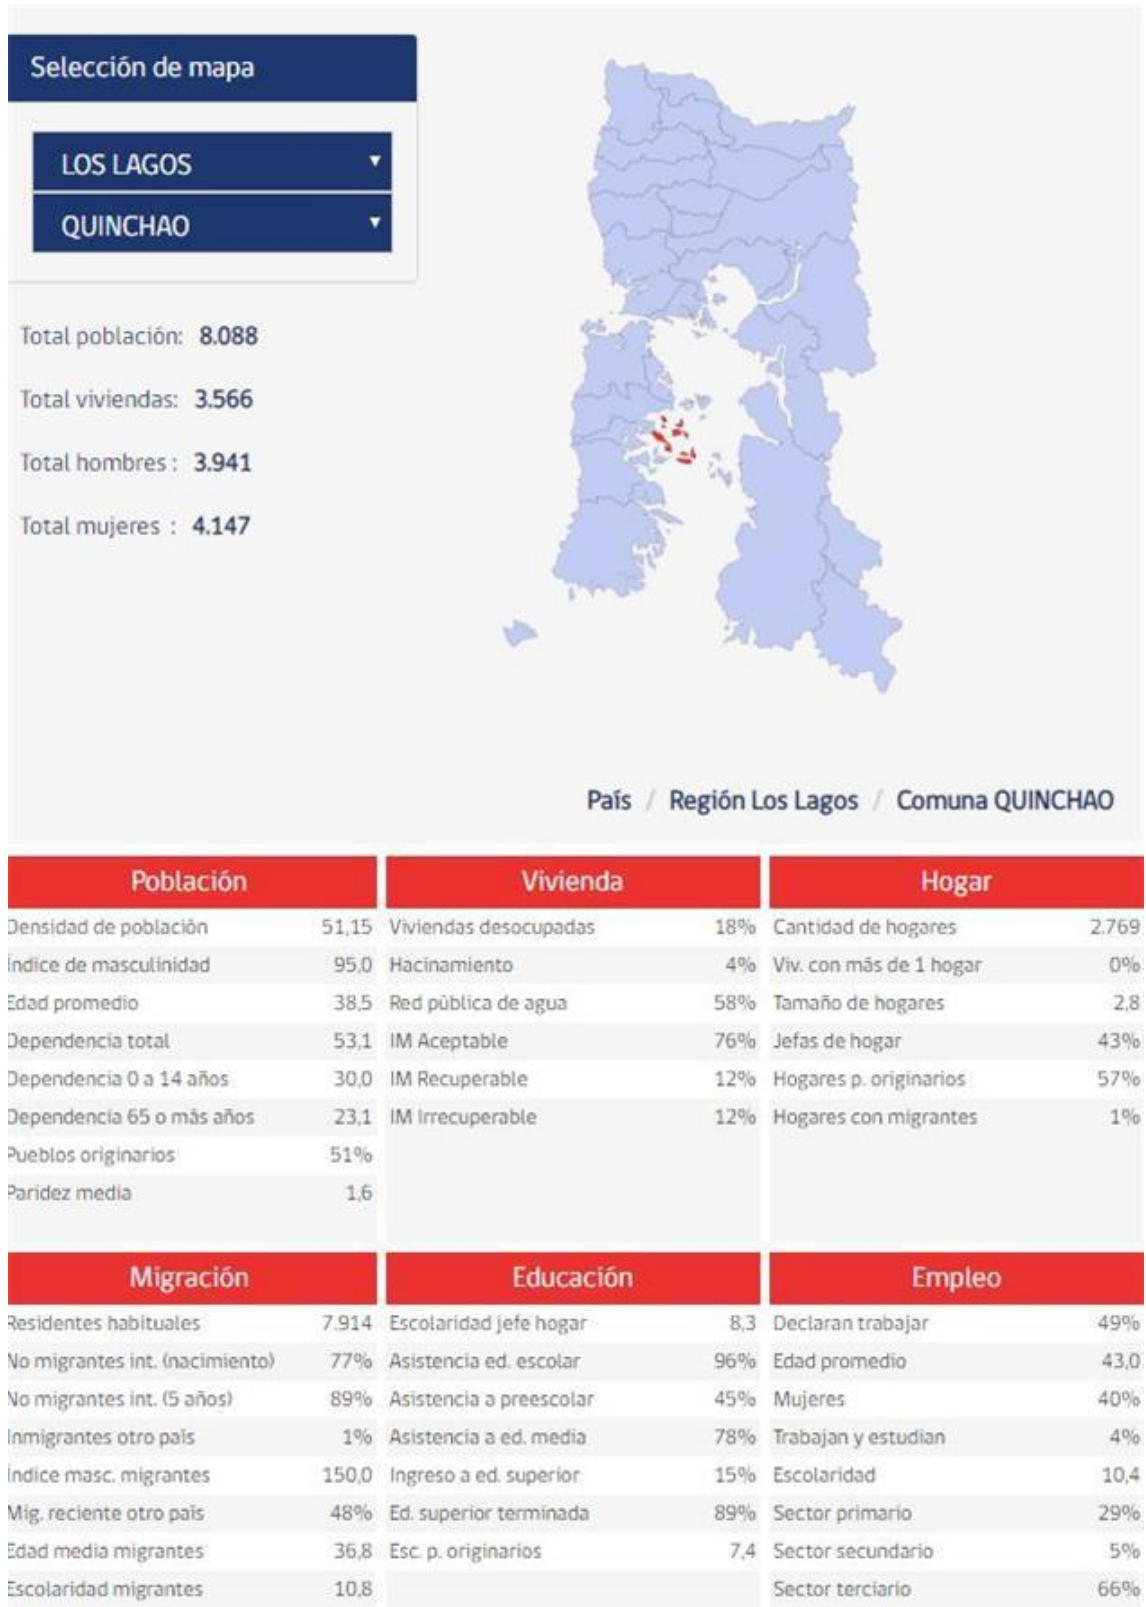 Selección de mapa
LOS LAGOS
QUINCHAO
Total población: 8.088
Total viviendas: 3.566
Total hombres : 3.941
Total mujeres : 4.147
País / Región Los Lagos / Comuna QUINCHAO
Población
Densidad de población 51,15
Índice de masculinidad 95,0
Edad promedio 38,5
Dependencia total 53,1
Dependencia 0 a 14 años 30,0
Dependencia 65 o más años 23,1
Pueblos originarios 51%
Paridez media 1,6
Vivienda
Viviendas desocupadas 18%
Hacinamiento 4%
Red pública de agua 58%
IM Aceptable 76%
IM Recuperable 12%
IM Irrecuperable 12%
Hogar
Cantidad de hogares 2.769
Viv. con más de 1 hogar 0%
Tamaño de hogares 2,8
Jefas de hogar 43%
Hogares p. originarios 57%
Hogares con migrantes 1%
Migración
Residentes habituales 7.914
No migrantes int. (nacimiento) 77%
No migrantes int. (5 años) 89%
Inmigrantes otro país 1%
Índice masc. migrantes 150,0
Mig. reciente otro país 48%
Edad media migrantes 36,8
Escolaridad migrantes 10,8
Educación
Escolaridad jefe hogar 8,3
Asistencia ed. escolar 96%
Asistencia a preescolar 45%
Asistencia a ed. media 78%
Ingreso a ed. superior 15%
Ed. superior terminada 89%
Esc. p. originarios 7,4
Empleo
Declaran trabajar 49%
Edad promedio 43,0
Mujeres 40%
Trabajan y estudian 4%
Escolaridad 10,4
Sector primario 29%
Sector secundario 5%
Sector terciario 66%